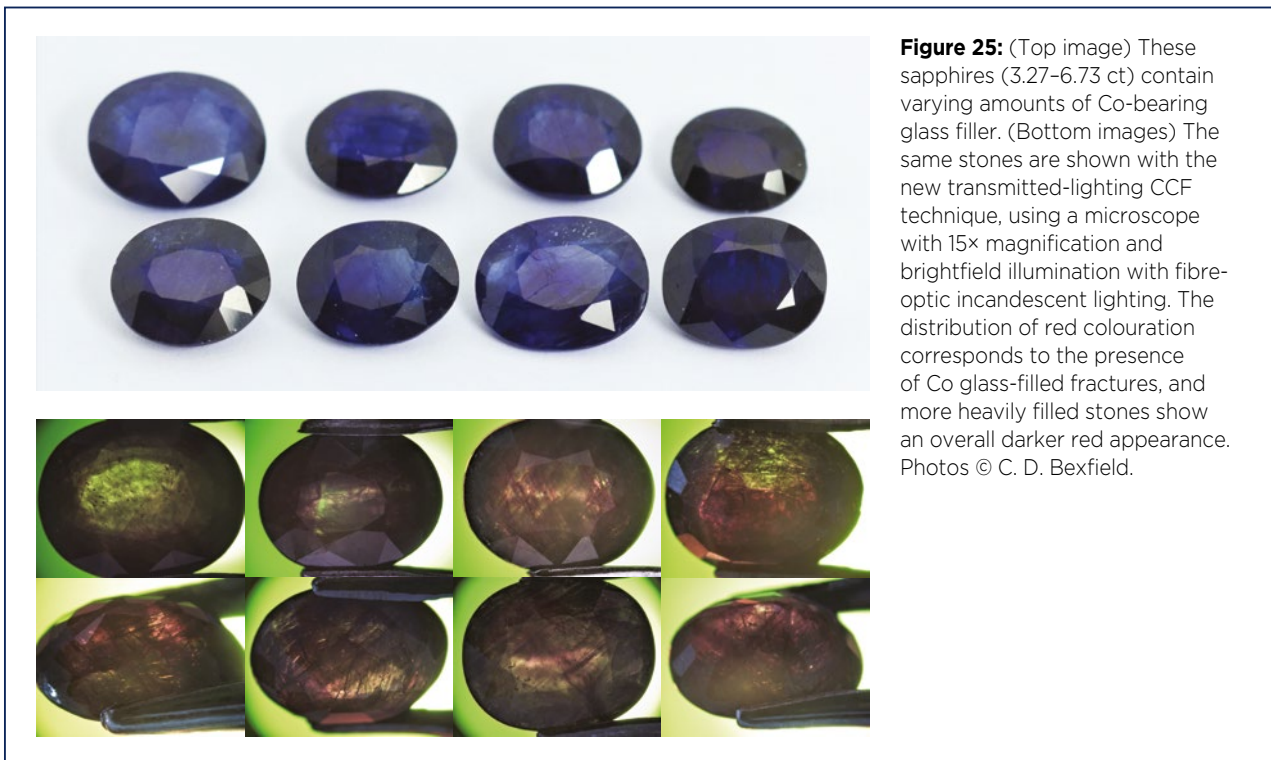 Figure 25: (Top image) These
sapphires (3.27–6.73 ct) contain
varying amounts of Co-bearing
glass filler. (Bottom images) The
same stones are shown with the
new transmitted-lighting CCF
technique, using a microscope
with 15× magnification and
brightfield illumination with fibre-
optic incandescent lighting. The
distribution of red colouration
corresponds to the presence
of Co glass-filled fractures, and
more heavily filled stones show
an overall darker red appearance.
Photos © C. D. Bexfield.